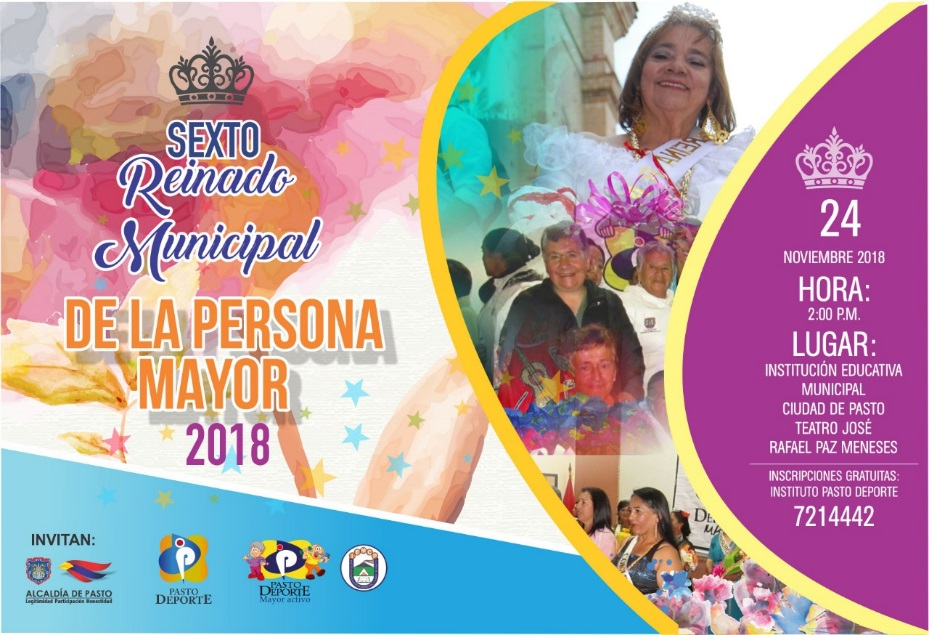 SEXTO
Reinado
Municipal
DE LA PERSONA
MAYOR
2018
24
NOVIEMBRE 2018
HORA:
2:00 P.M.
LUGAR:
INSTITUCIÓN EDUCATIVA
MUNICIPAL
CIUDAD DE PASTO
TEATRO JOSÉ
RAFAEL PAZ MENESES
INSCRIPCIONES GRATUITAS:
INSTITUTO PASTO DEPORTE
7214442
INVITAN:
ALCALDÍA DE PASTO
Legitimidad Participación Honestidad
PASTO
DEPORTE
PASTO
DEPORTE
Mayor activo